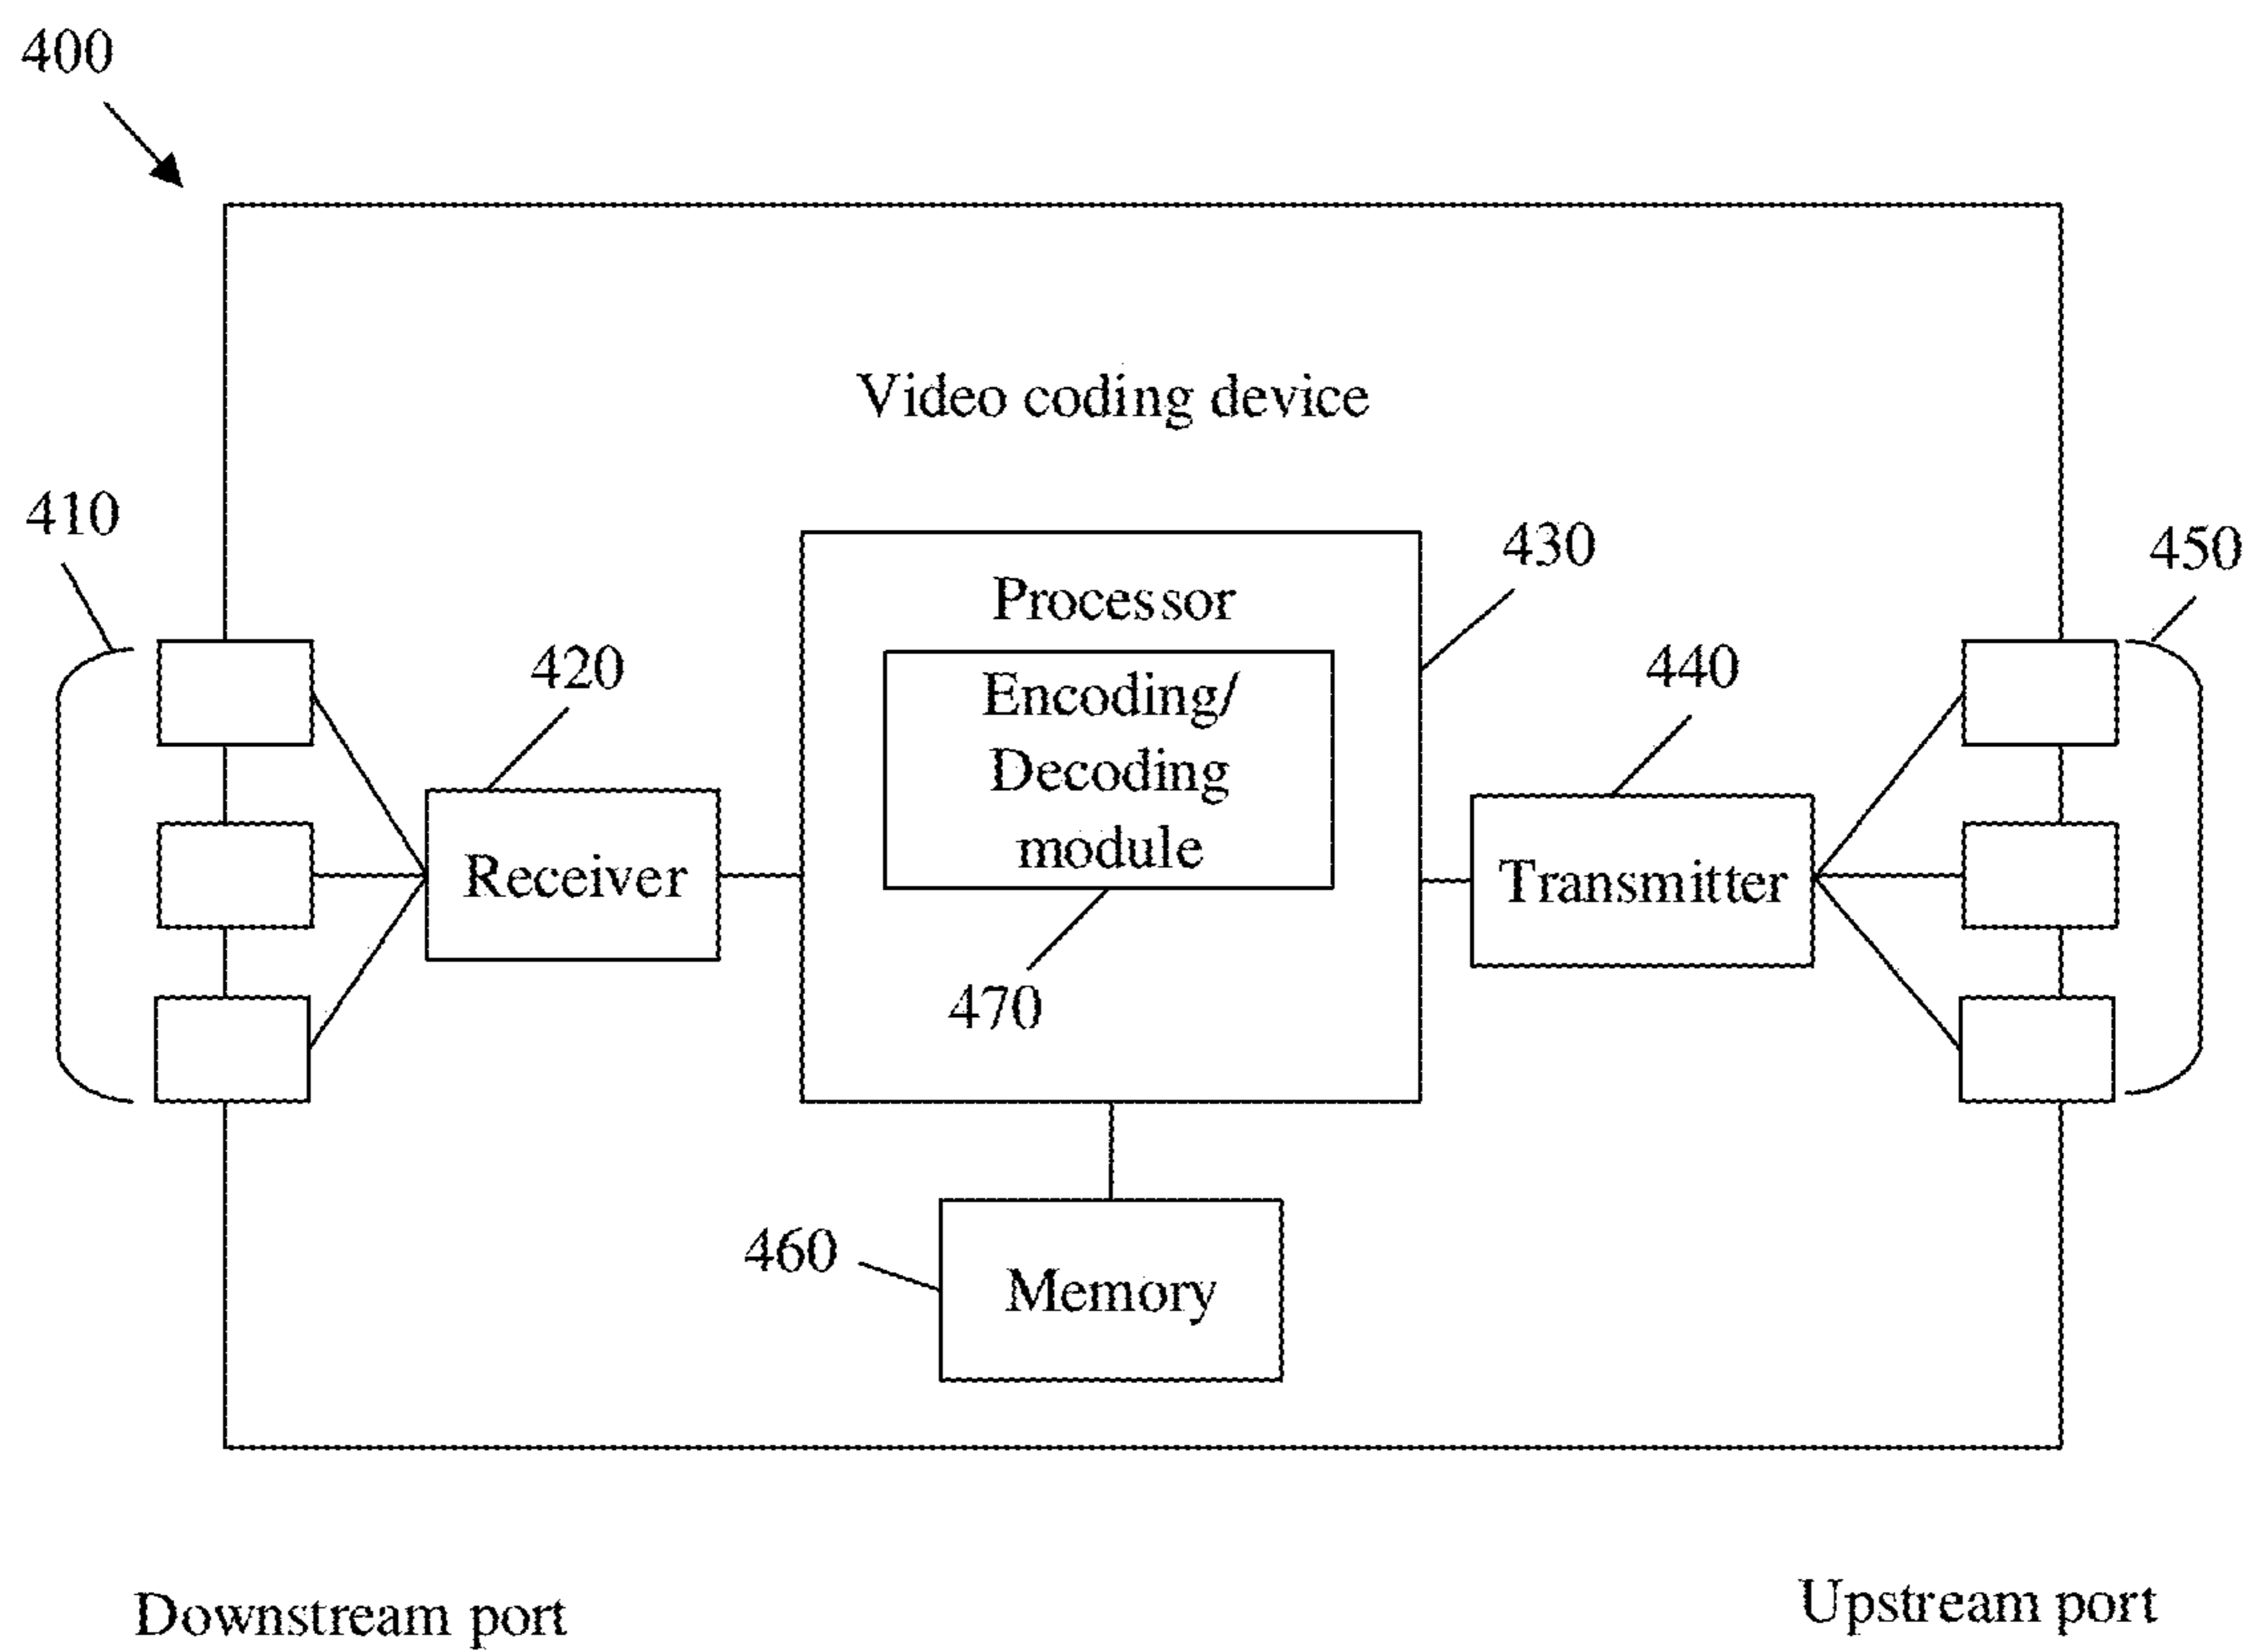 400
Video coding device
410
430
450
Processor
420
440
Encoding/
Decoding
module
Receiver
Transmitter
470
460
Memory
Downstream port
Upstream port